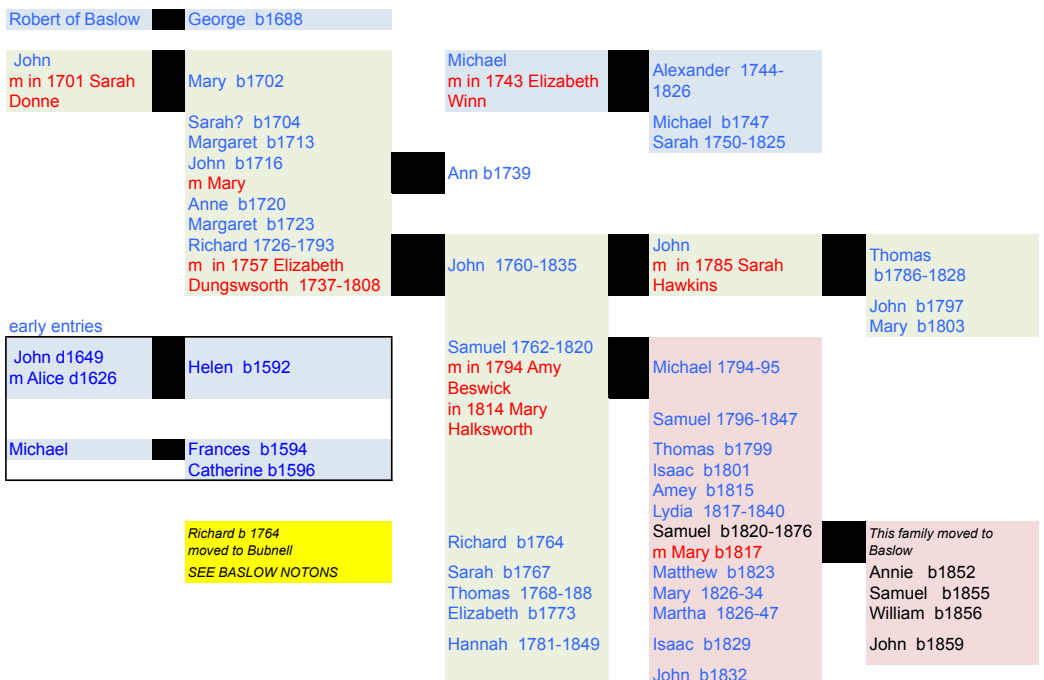 Robert of Baslow
George b1688
John
m in 1701 Sarah
Donne
Mary b1702
Michael
m in 1743 Elizabeth
Winn
Alexander 1744-
1826
Sarah? b1704
Margaret b1713
John b1716
m Mary
Anne b1720
Margaret b1723
Richard 1726-1793
m in 1757 Elizabeth
Dungswsorth 1737-1808
Michael b1747
Sarah 1750-1825
Ann b1739
John 1760-1835
John
m in 1785 Sarah
Hawkins
Thomas
b1786-1828
John b1797
Mary b1803
early entries
John d1649
m Alice d1626
Helen b1592
Michael
Frances b1594
Catherine b1596
Samuel 1762-1820
m in 1794 Amy
Beswick
in 1814 Mary
Halksworth
Michael 1794-95
Samuel 1796-1847
Thomas b1799
Isaac b1801
Amey b1815
Lydia 1817-1840
Samuel b1820-1876
m Mary b1817
Matthew b1823
Mary 1826-34
Martha 1826-47
Isaac b1829
John b1832
Richard b 1764
moved to Bubnell
SEE BASLOW NOTONS
Richard b1764
Sarah b1767
Thomas 1768-188
Elizabeth b1773
Hannah 1781-1849
This family moved to
Baslow
Annie b1852
Samuel b1855
William b1856
John b1859